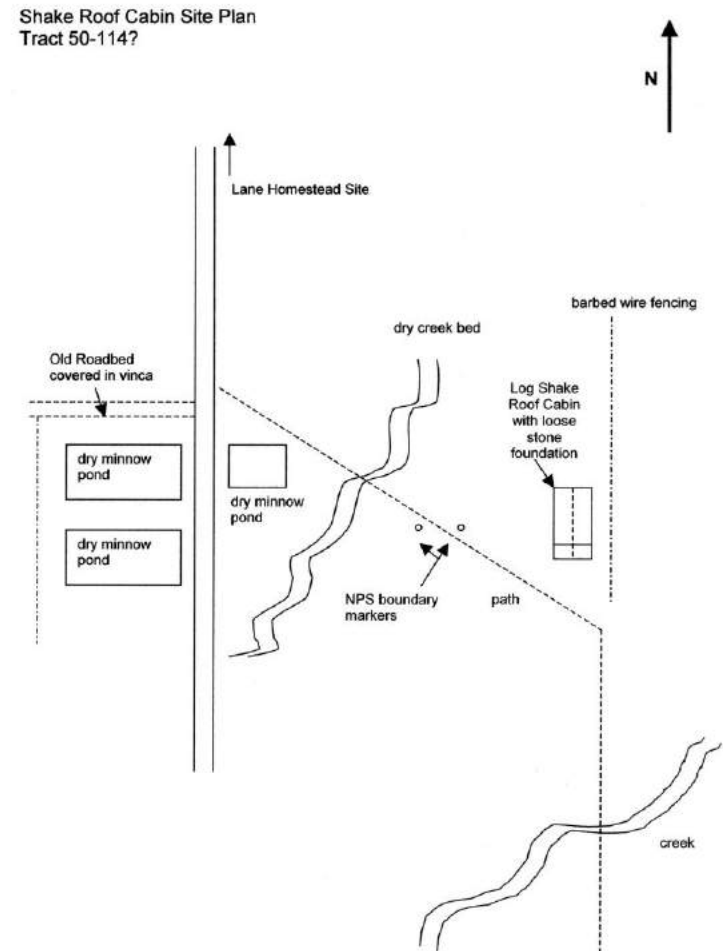 Shake Roof Cabin Site Plan
Tract 50-114?
N
Lane Homestead Site
barbed wire fencing
dry creek bed
Old Roadbed
covered in vinca
Log Shake
Roof Cabin
with loose
stone
foundation
dry minnow
pond
dry minnow
pond
dry minnow
pond
NPS boundary
markers
path
creek